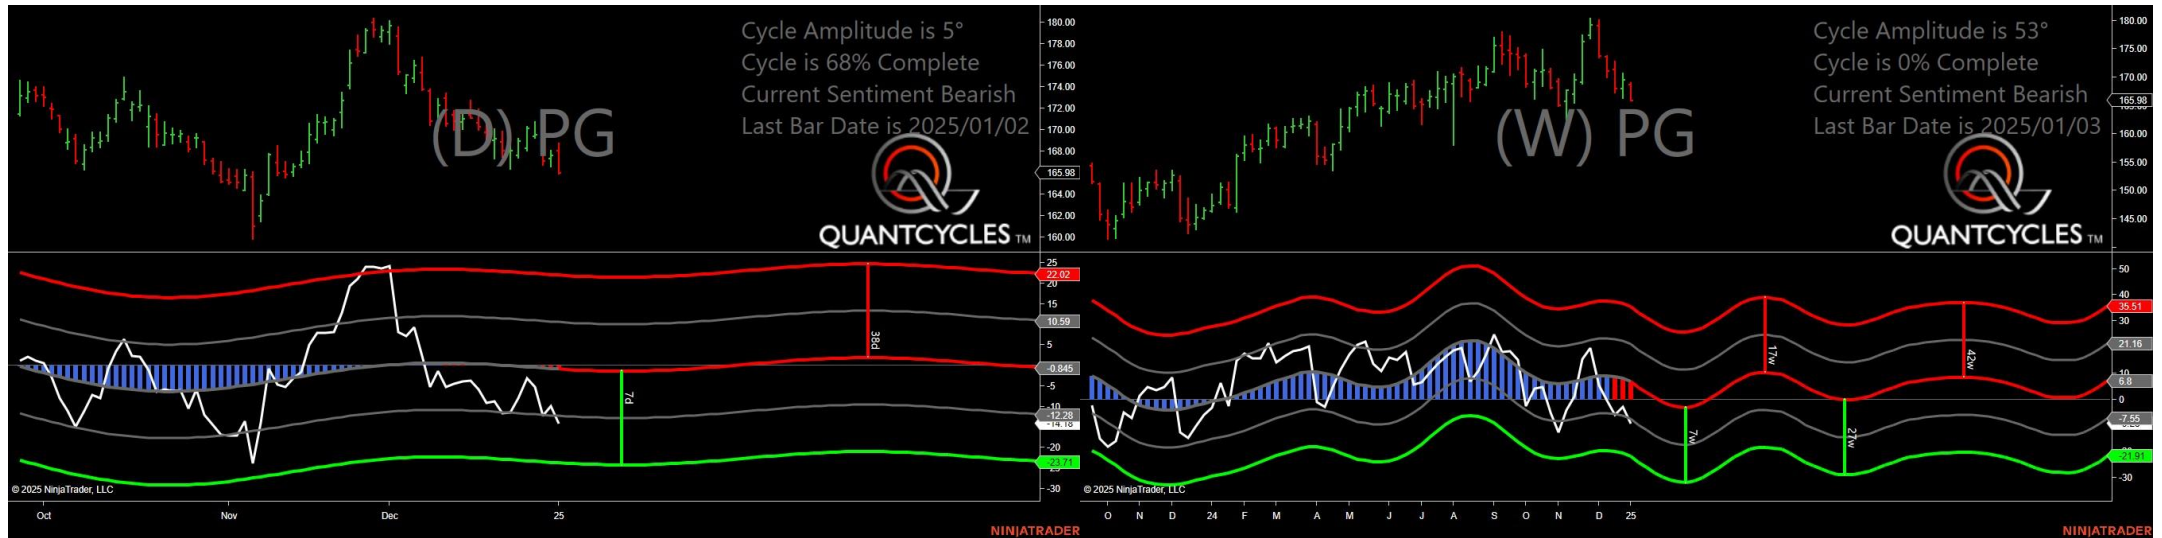 Cycle Amplitude is 5°
Cycle is 68% Complete
Current Sentiment Bearish
Last Bar Date is 2025/01/02
(D) PG
QUANTCYCLES TM
180.00
178.00
176.00
174.00
172.00
170.00
168.00
165.98
164.00
162.00
160.00
25
22.02
20
15
10.59
5
-0.845
-5
-10
-12.28
-14.18
-20
-23.71
-30
38d
7d
© 2025 NinjaTrader, LLC
Oct
Nov
Dec
25
NINJATRADER
Cycle Amplitude is 53°
Cycle is 0% Complete
Current Sentiment Bearish
Last Bar Date is 2025/01/03
(W) PG
QUANTCYCLES TM
180.00
175.00
170.00
165.98
160.00
155.00
150.00
145.00
50
40
35.51
30
21.16
10
6.8
0
-7.55
-21.91
-30
17w
42w
7w
27w
© 2025 NinjaTrader, LLC
O N D 24 F M A M J J A S O N D 25
NINJATRADER